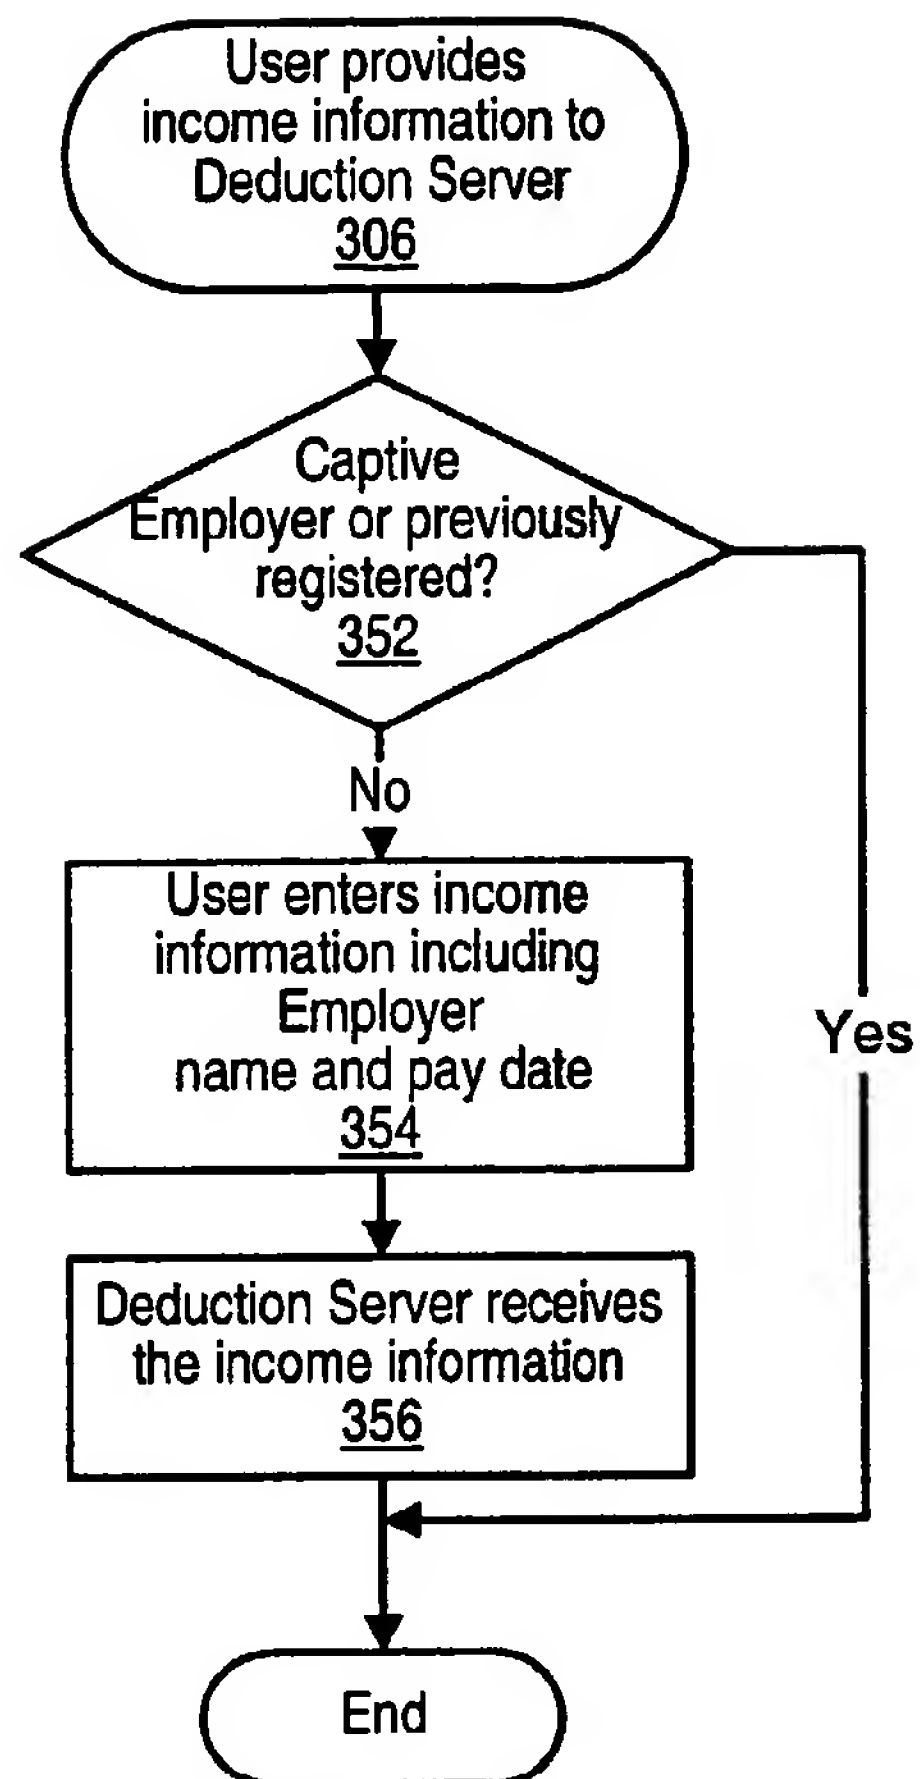 User provides
income information to
Deduction Server
306
Captive
Employer or previously
registered?
352
No
User enters income
information including
Employer
name and pay date
354
Yes
Deduction Server receives
the income information
356
End